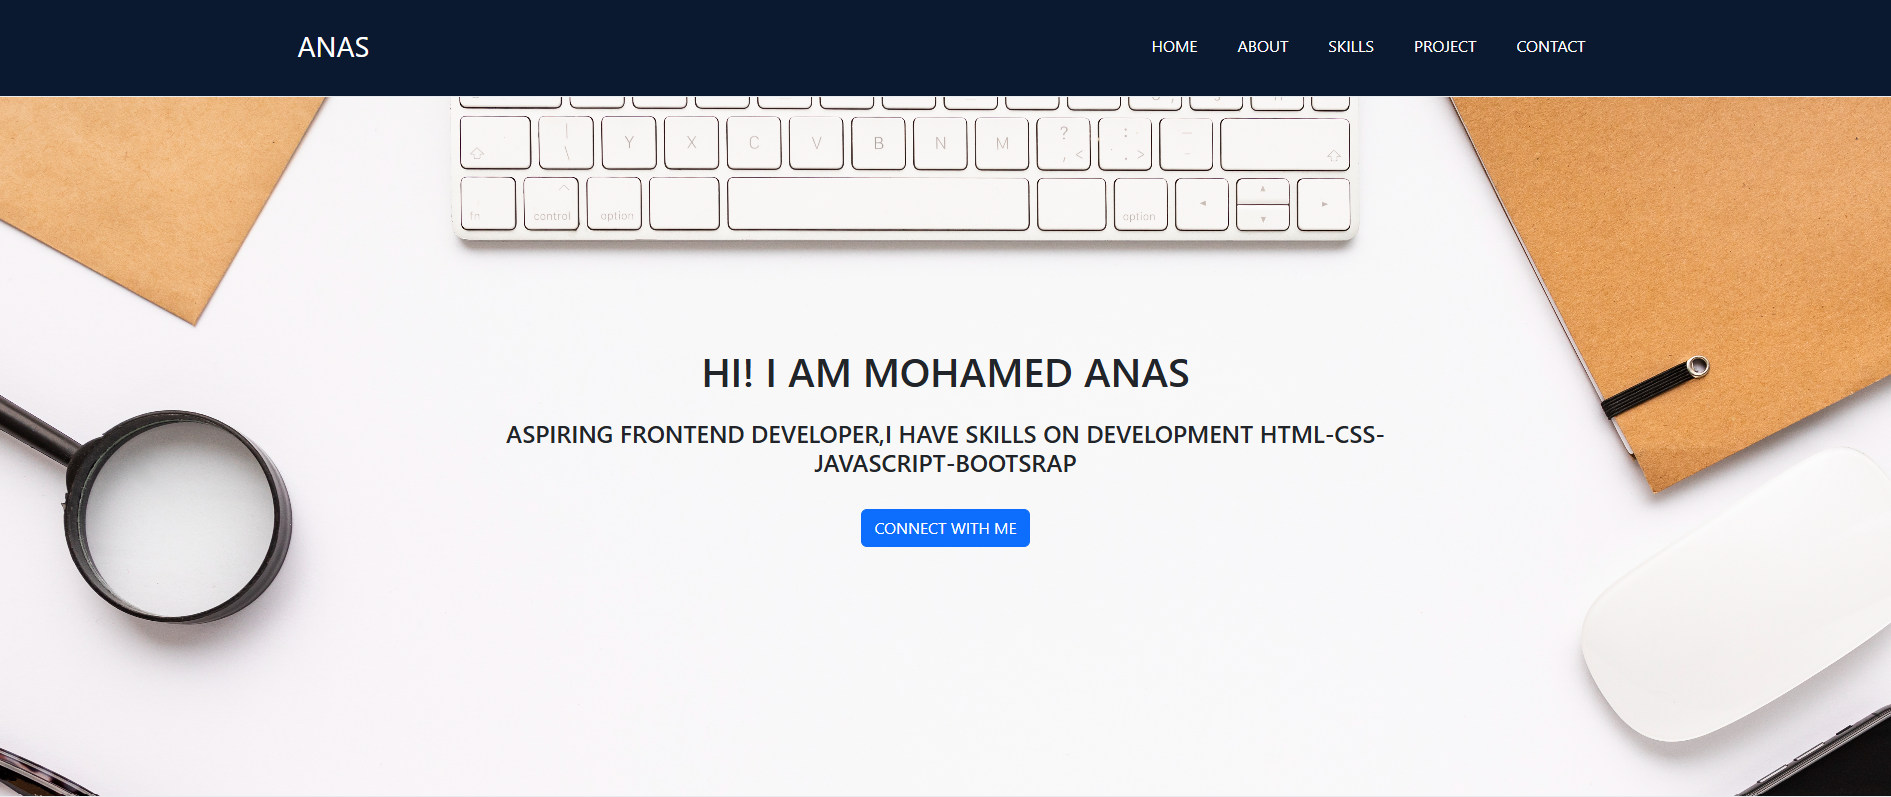 ANAS
HOME ABOUT SKILLS PROJECT CONTACT
Y X C V B N M ? :
\ , < . >
fn control option option
HI! I AM MOHAMED ANAS
ASPIRING FRONTEND DEVELOPER,I HAVE SKILLS ON DEVELOPMENT HTML-CSS-
JAVASCRIPT-BOOTSRAP
CONNECT WITH ME